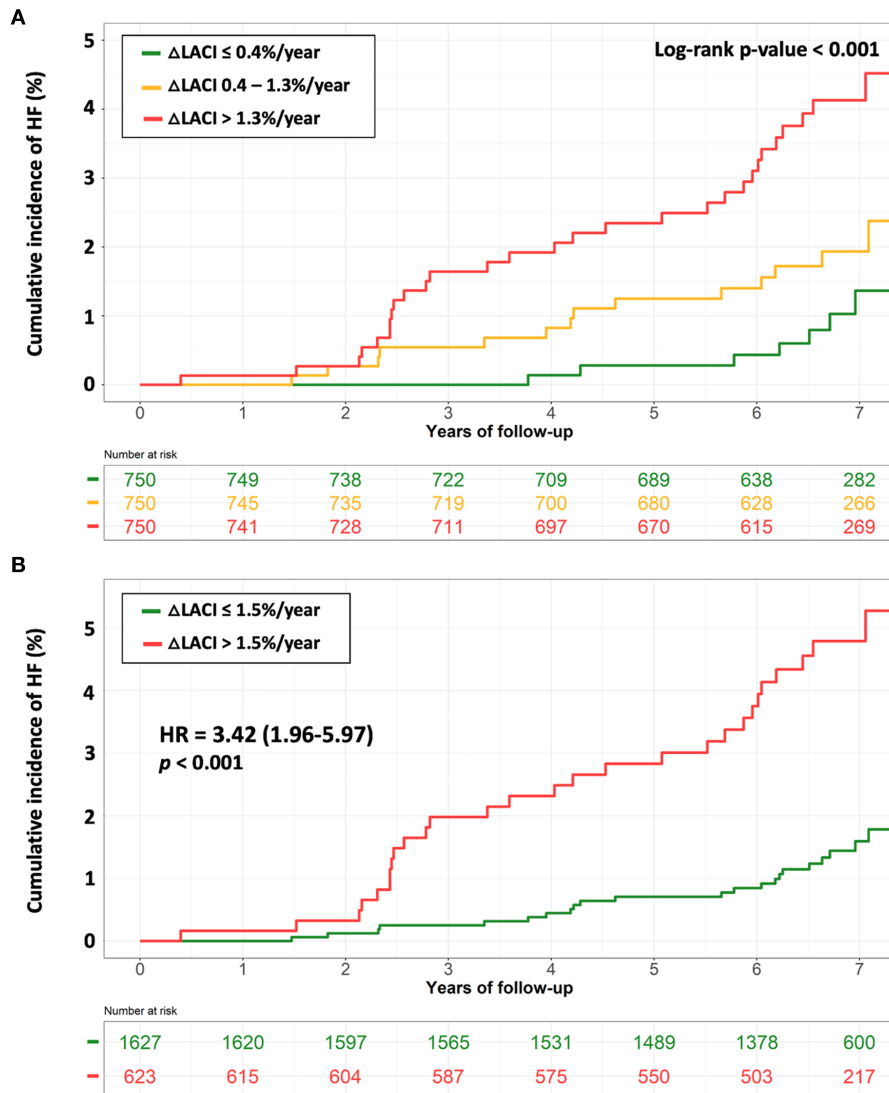 A
Cumulative incidence of HF (%)
5
4
3
2
1
0
△LACI ≤ 0.4%/year
△LACI 0.4 – 1.3%/year
△LACI > 1.3%/year
Log-rank p-value < 0.001
0 1 2 3 4 5 6 7
Years of follow-up
Number at risk
750 749 738 722 709 689 638 282
750 745 735 719 700 680 628 266
750 741 728 711 697 670 615 269
B
Cumulative incidence of HF (%)
5
4
3
2
1
0
△LACI ≤ 1.5%/year
△LACI > 1.5%/year
HR = 3.42 (1.96-5.97)
p < 0.001
0 1 2 3 4 5 6 7
Years of follow-up
Number at risk
1627 1620 1597 1565 1531 1489 1378 600
623 615 604 587 575 550 503 217